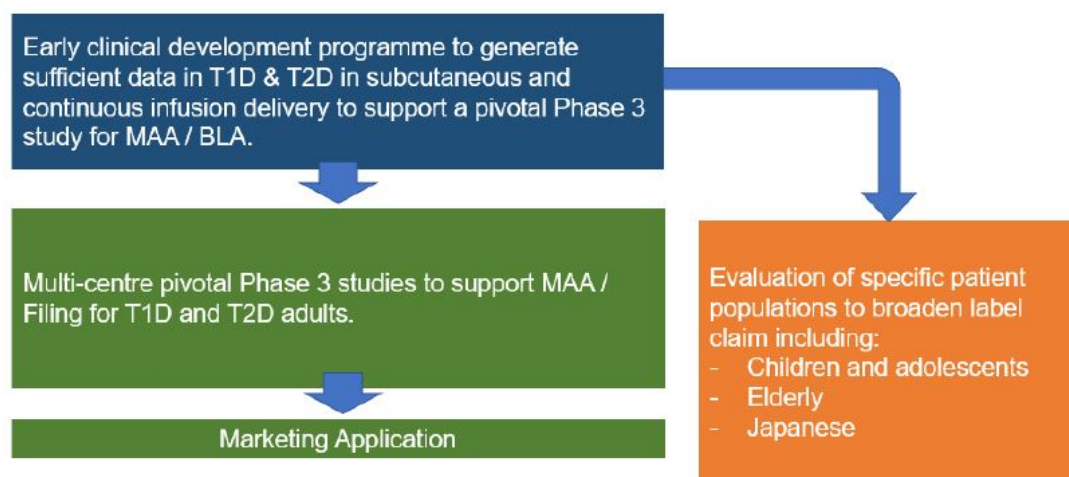 Early clinical development programme to generate
sufficient data in T1D & T2D in subcutaneous and
continuous infusion delivery to support a pivotal Phase 3
study for MAA / BLA.
Multi-centre pivotal Phase 3 studies to support MAA /
Filing for T1D and T2D adults.
Marketing Application
Evaluation of specific patient
populations to broaden label
claim including:
- Children and adolescents
- Elderly
- Japanese